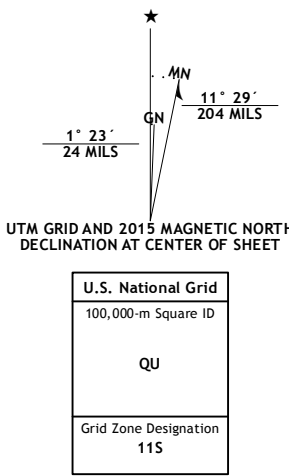 ★
MN
GN
11° 29´
204 MILS
1° 23´
24 MILS
UTM GRID AND 2015 MAGNETIC NORTH
DECLINATION AT CENTER OF SHEET
U.S. National Grid
100,000-m Square ID
QU
Grid Zone Designation
11S